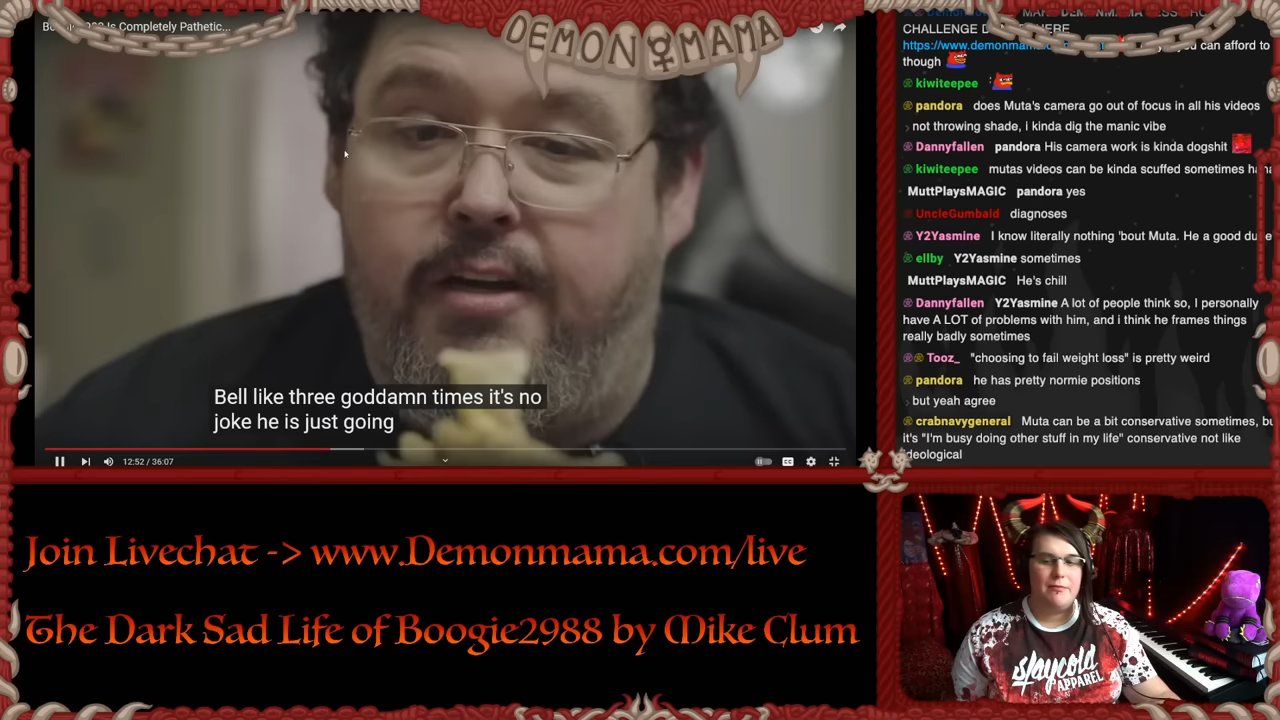 is Completely Pathetic...
DEMON MAMA
Bell like three goddamn times it's no
joke he is just going
12:52 / 36:07
CHALLENGE
https://www.demonmama.
you can afford to
though
kiwiteepee
pandora does Muta's camera go out of focus in all his videos
not throwing shade, i kinda dig the manic vibe
Dannyfallen pandora His camera work is kinda dogshit
kiwiteepee mutas videos can be kinda scuffed sometimes
MuttPlaysMAGIC pandora yes
UncleGumbald diagnoses
Y2Yasmine I know literally nothing 'bout Muta. He a good
ellby Y2Yasmine sometimes
MuttPlaysMAGIC He's chill
Dannyfallen Y2Yasmine A lot of people think so, I personally
have A LOT of problems with him, and i think he frames things
really badly sometimes
Tooz_ "choosing to fail weight loss" is pretty weird
pandora he has pretty normie positions
but yeah agree
crabnavygeneral Muta can be a bit conservative sometimes,
it's "I'm busy doing other stuff in my life" conservative not like
ideological
Join Livechat -> www.Demonmama.com/live
The Dark Sad Life of Boogie2988 by Mike Clum
staycold
APPAREL